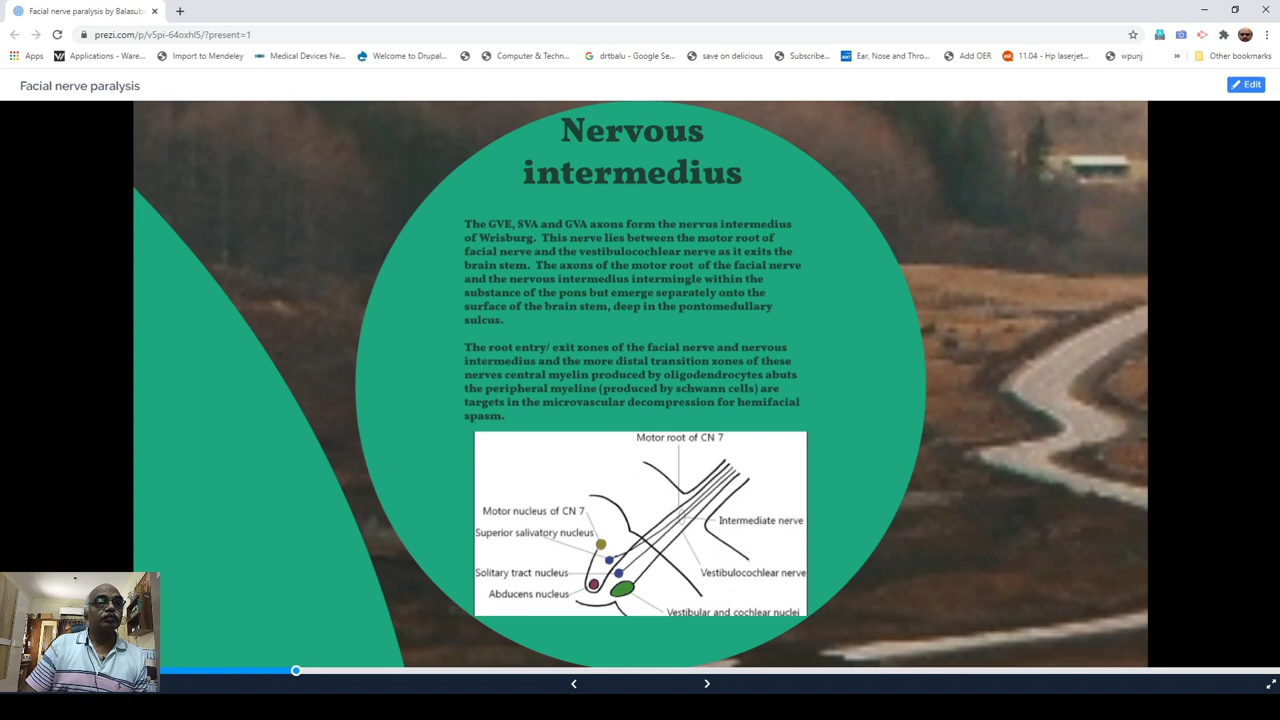 Facial nerve paralysis by Balasub
prezi.com/p/v5pi-64oxhl5/?present=1
Apps
Applications - Ware...
Import to Mendeley
Medical Devices Ne...
Welcome to Drupal...
Computer & Techn...
drtbalu - Google Se...
save on delicious
Subscribe...
Ear, Nose and Thro...
Add OER
11.04 - Hp laserjet...
wpunj
»
Other bookmarks
Facial nerve paralysis
Edit
Nervous
intermedius
The GVE, SVA and GVA axons form the nervus intermedius
of Wrisburg. This nerve lies between the motor root of
facial nerve and the vestibulocochlear nerve as it exits the
brain stem. The axons of the motor root of the facial nerve
and the nervous intermedius intermingle within the
substance of the pons but emerge separately onto the
surface of the brain stem, deep in the pontomedullary
sulcus.
The root entry/ exit zones of the facial nerve and nervous
intermedius and the more distal transition zones of these
nerves central myelin produced by oligodendrocytes abuts
the peripheral myeline (produced by schwann cells) are
targets in the microvascular decompression for hemifacial
spasm.
Motor root of CN 7
Motor nucleus of CN 7
Superior salivatory nucleus
Intermediate nerve
Solitary tract nucleus
Vestibulocochlear nerve
Abducens nucleus
Vestibular and cochlear nuclei